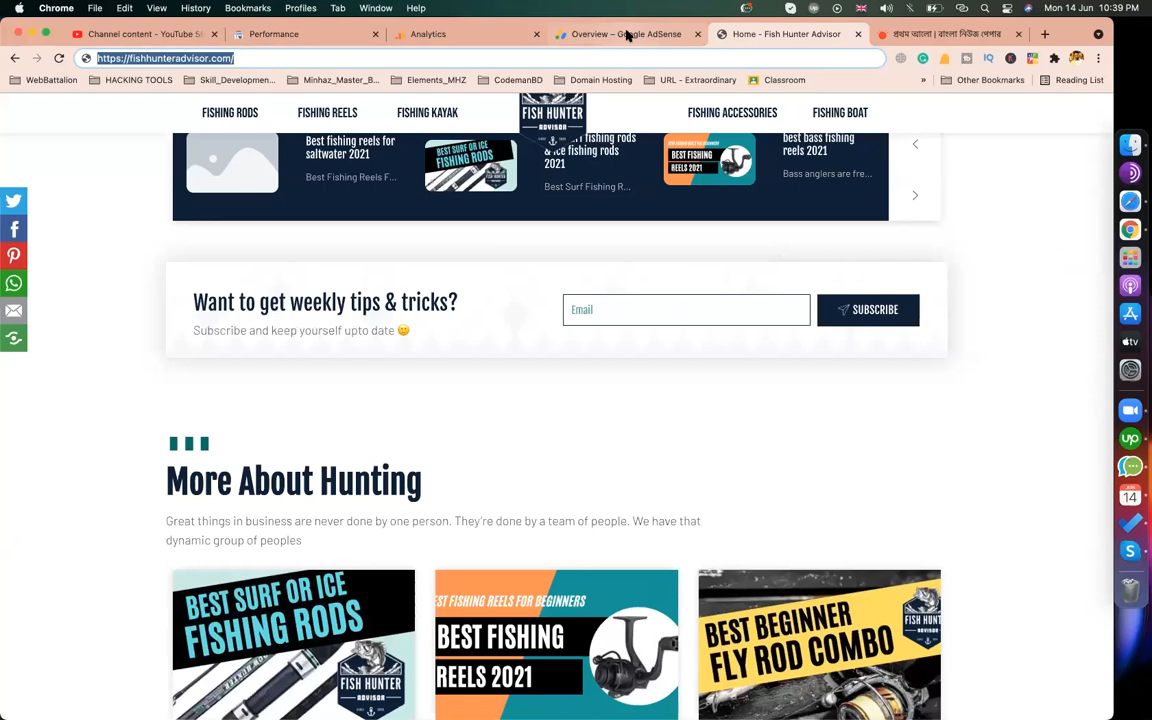 Chrome File Edit View History Bookmarks Profiles Tab Window Help
Mon 14 Jun 10:39 PM
Channel content - YouTube St
Performance
Analytics
Overview – Google AdSense
Home - Fish Hunter Advisor
প্রথম আলো | বাংলা নিউজ পেপার
https://fishhunteradvisor.com/
WebBattalion
HACKING TOOLS
Skill_Developmen...
Minhaz_Master_B...
Elements_MHZ
CodemanBD
Domain Hosting
URL - Extraordinary
Classroom
»
Other Bookmarks
Reading List
FISHING RODS
FISHING REELS
FISHING KAYAK
FISH HUNTER
ADVISOR
FISHING ACCESSORIES
FISHING BOAT
Best fishing reels for
saltwater 2021
Best Fishing Reels F...
BEST SURF OR ICE
FISHING RODS
fishing rods
& ice fishing rods
2021
Best Surf Fishing R...
BEST FISHING
REELS 2021
best bass fishing
reels 2021
Bass anglers are fre...
Want to get weekly tips & tricks?
Subscribe and keep yourself upto date
Email
SUBSCRIBE
More About Hunting
Great things in business are never done by one person. They're done by a team of people. We have that
dynamic group of peoples
BEST SURF OR ICE
FISHING RODS
FISH HUNTER
ADVISOR
EST FISHING REELS FOR BEGINNERS
BEST FISHING
REELS 2021
BEST BEGINNER
FLY ROD COMBO
FISH HUNTER
tv
up
14